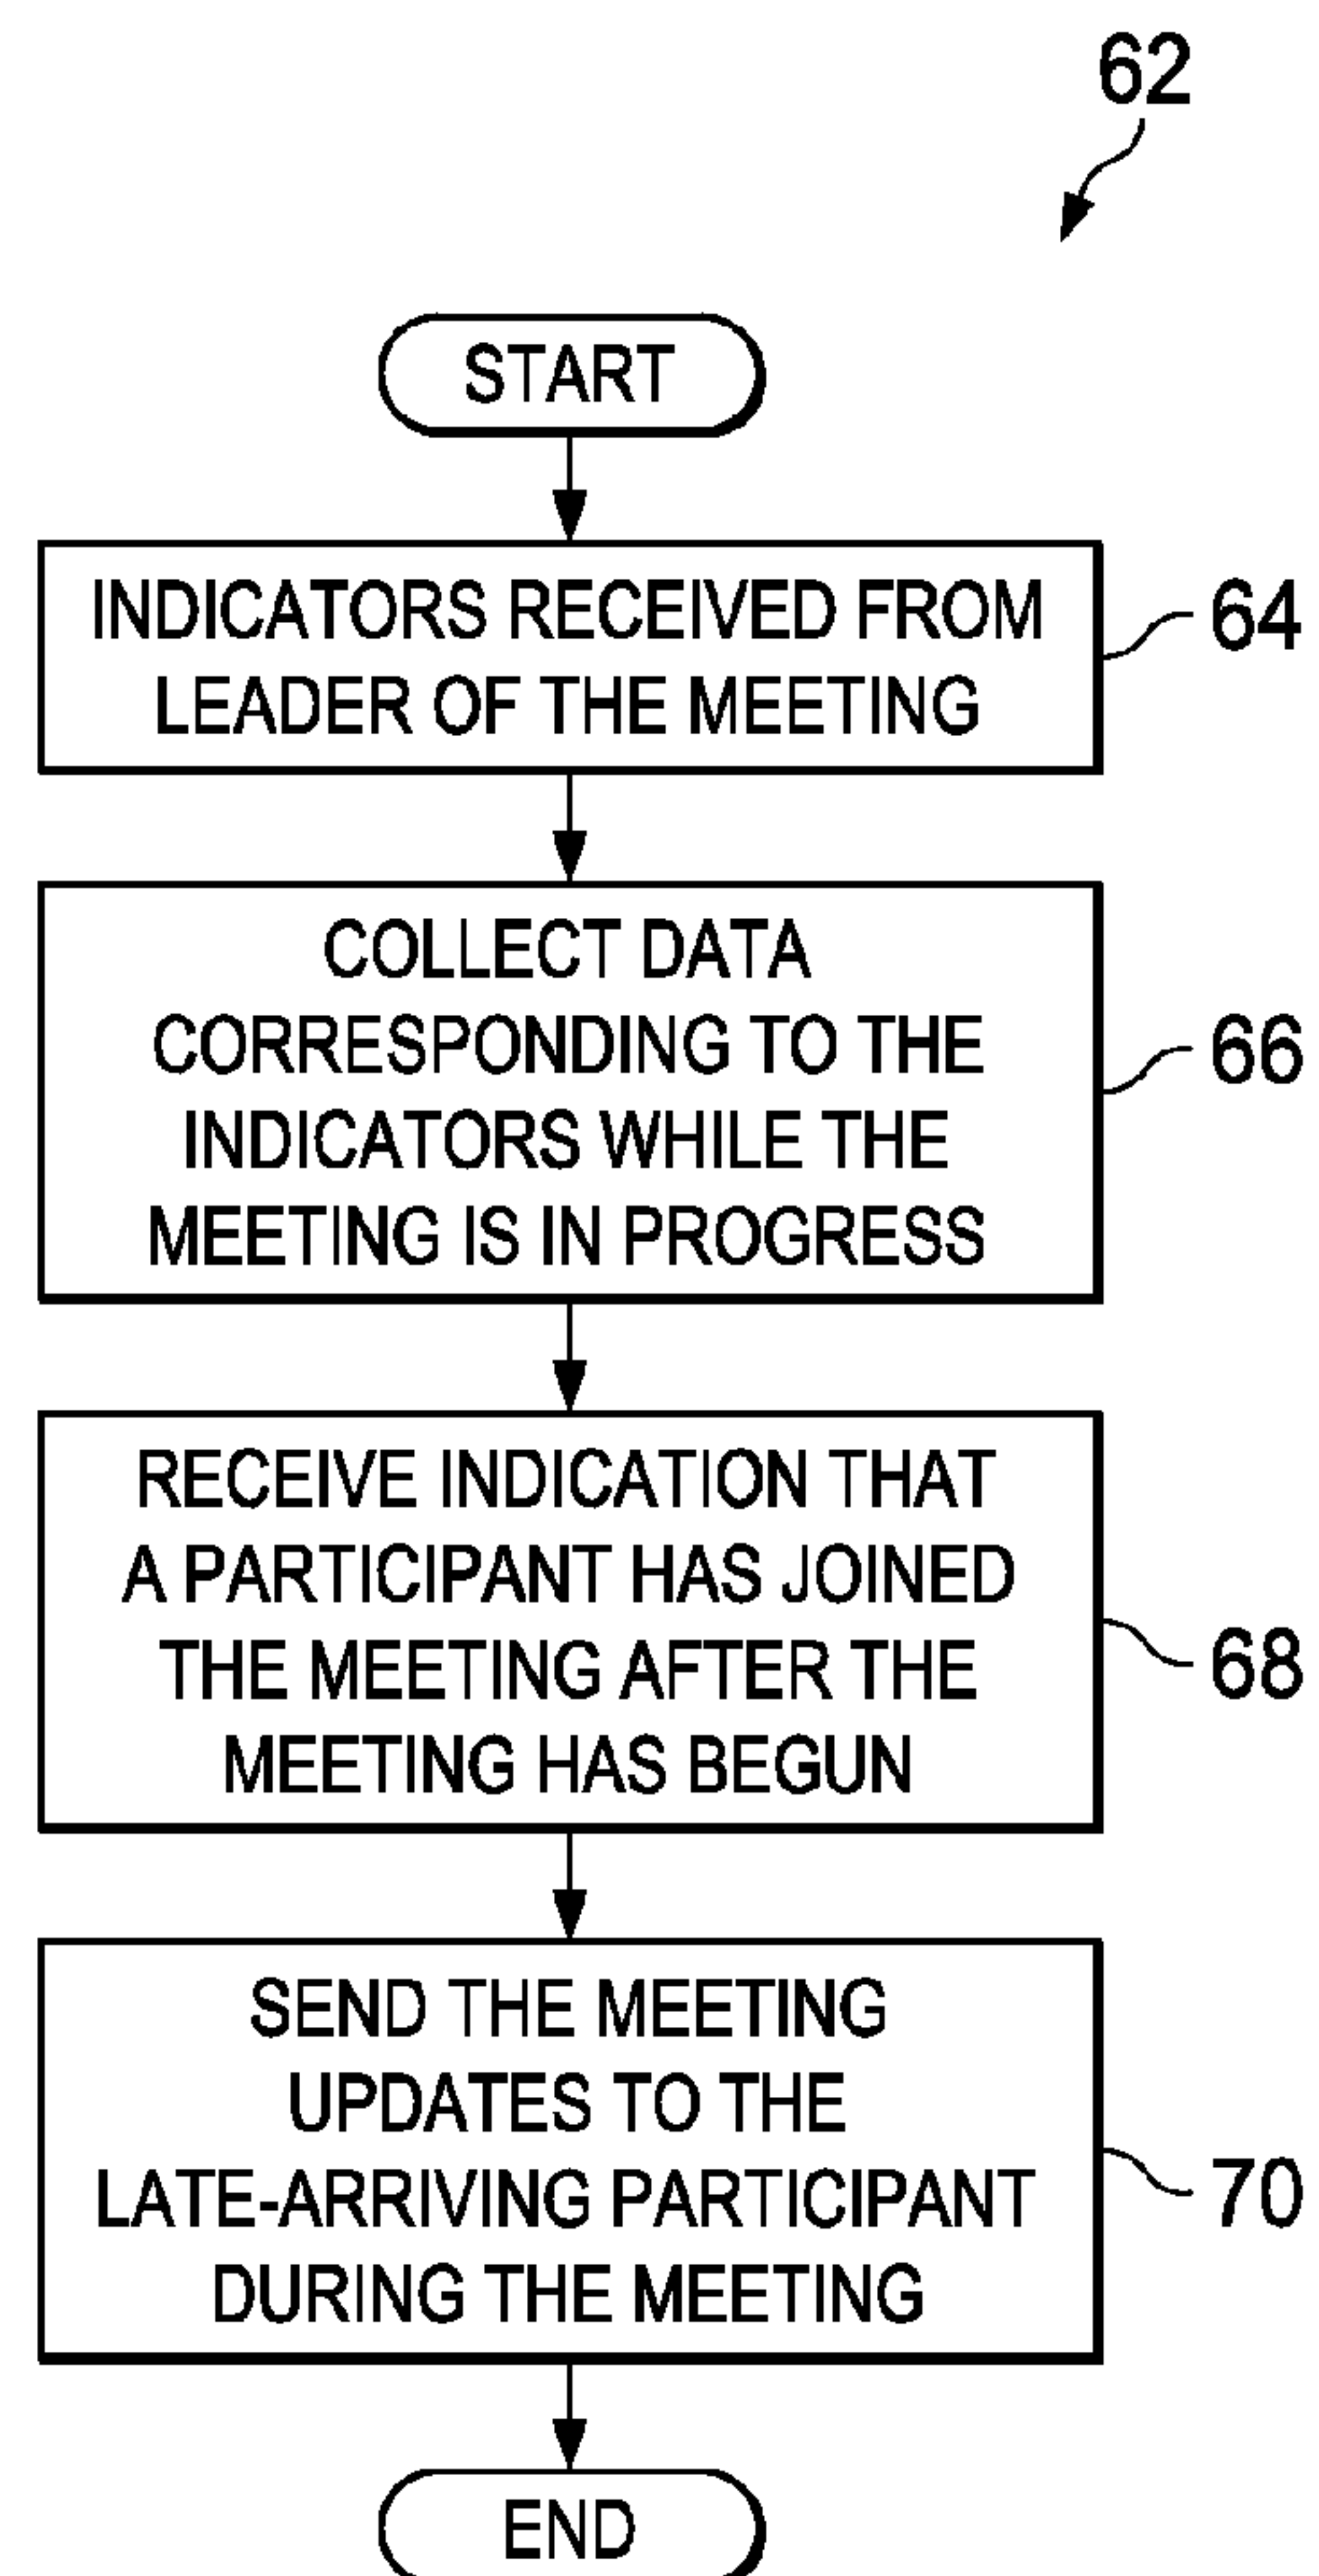 62
START
INDICATORS RECEIVED FROM
LEADER OF THE MEETING
64
COLLECT DATA
CORRESPONDING TO THE
INDICATORS WHILE THE
MEETING IS IN PROGRESS
66
RECEIVE INDICATION THAT
A PARTICIPANT HAS JOINED
THE MEETING AFTER THE
MEETING HAS BEGUN
68
SEND THE MEETING
UPDATES TO THE
LATE-ARRIVING PARTICIPANT
DURING THE MEETING
70
END